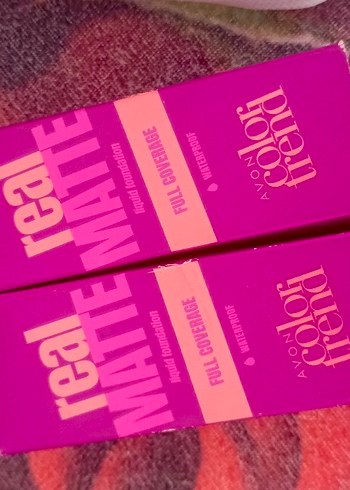 real
MATTE
liquid foundation
FULL COVERAGE
WATERPROOF
AVON
color
trend
real
MATTE
liquid foundation
FULL COVERAGE
WATERPROOF
AVON
color
trend